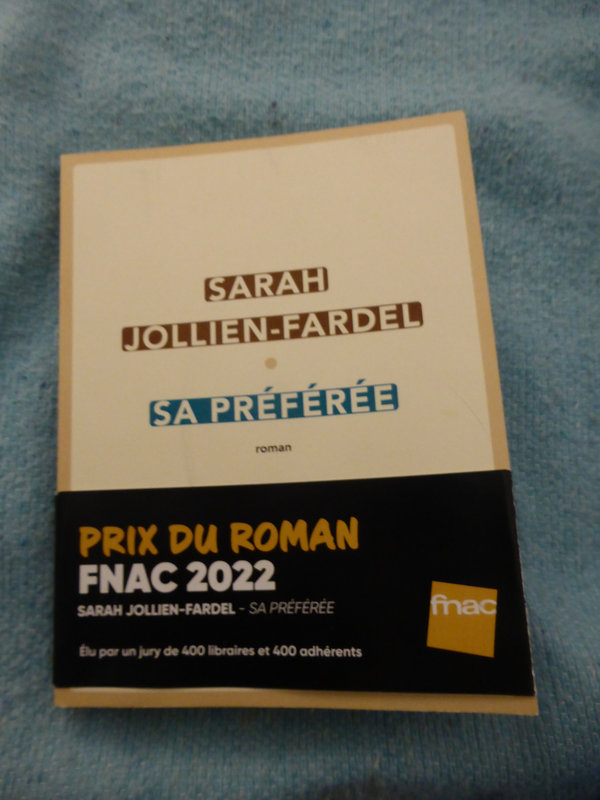 SARAH
JOLLIEN-FARDEL
SA PRÉFÉRÉE
roman
PRIX DU ROMAN
FNAC 2022
SARAH JOLLIEN-FARDEL - SA PRÉFÉRÉE
fnac
Élu par un jury de 400 libraires et 400 adhérents